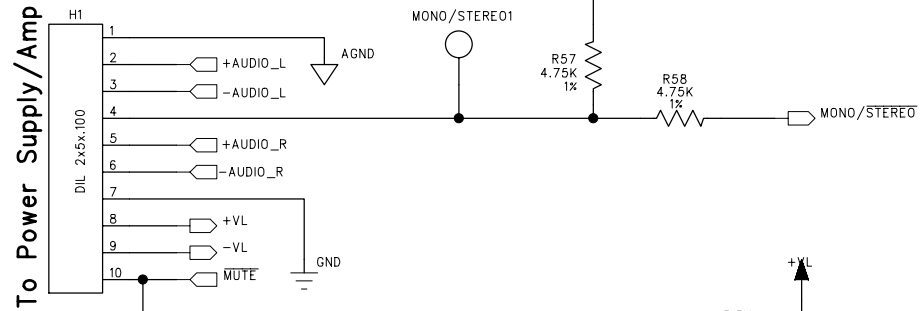 To Power Supply/Amp
H1
DIL 2x5x.100
1
2
3
4
5
6
7
8
9
10
AGND
+AUDIO_L
-AUDIO_L
+AUDIO_R
-AUDIO_R
+VL
-VL
GND
MUTE
MONO/STEREO1
R57
4.75K
1%
R58
4.75K
1%
MONO/STEREO
+VL